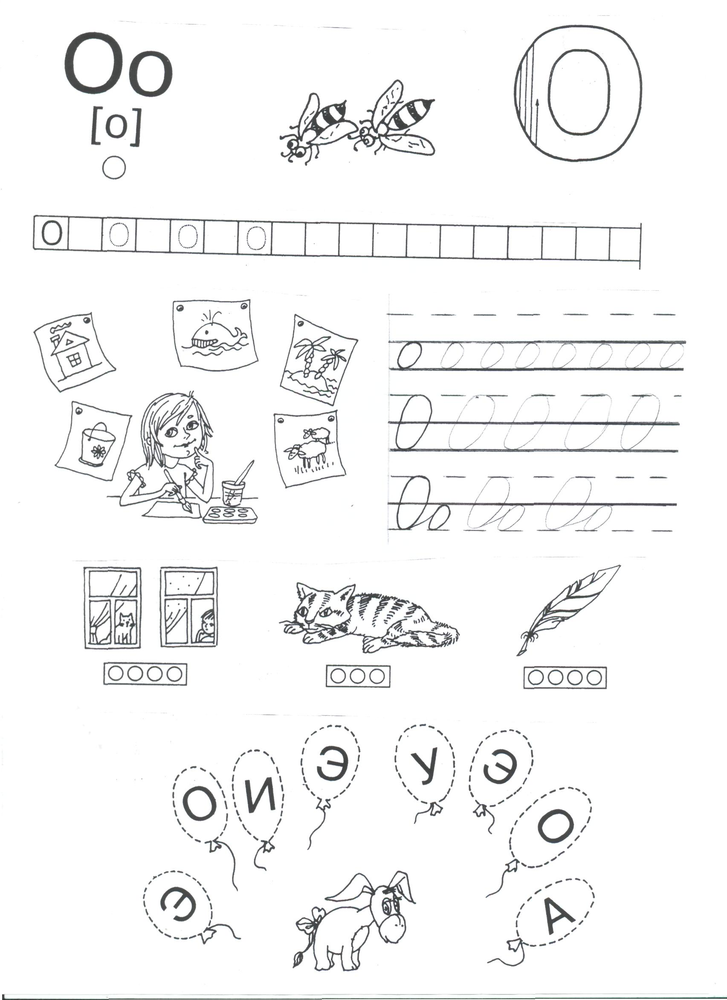 Оо
О
[о]
О О О О
О О О О О О О О
О О О О О
Оо Оо Оо
О И Э У Э
О
Э А